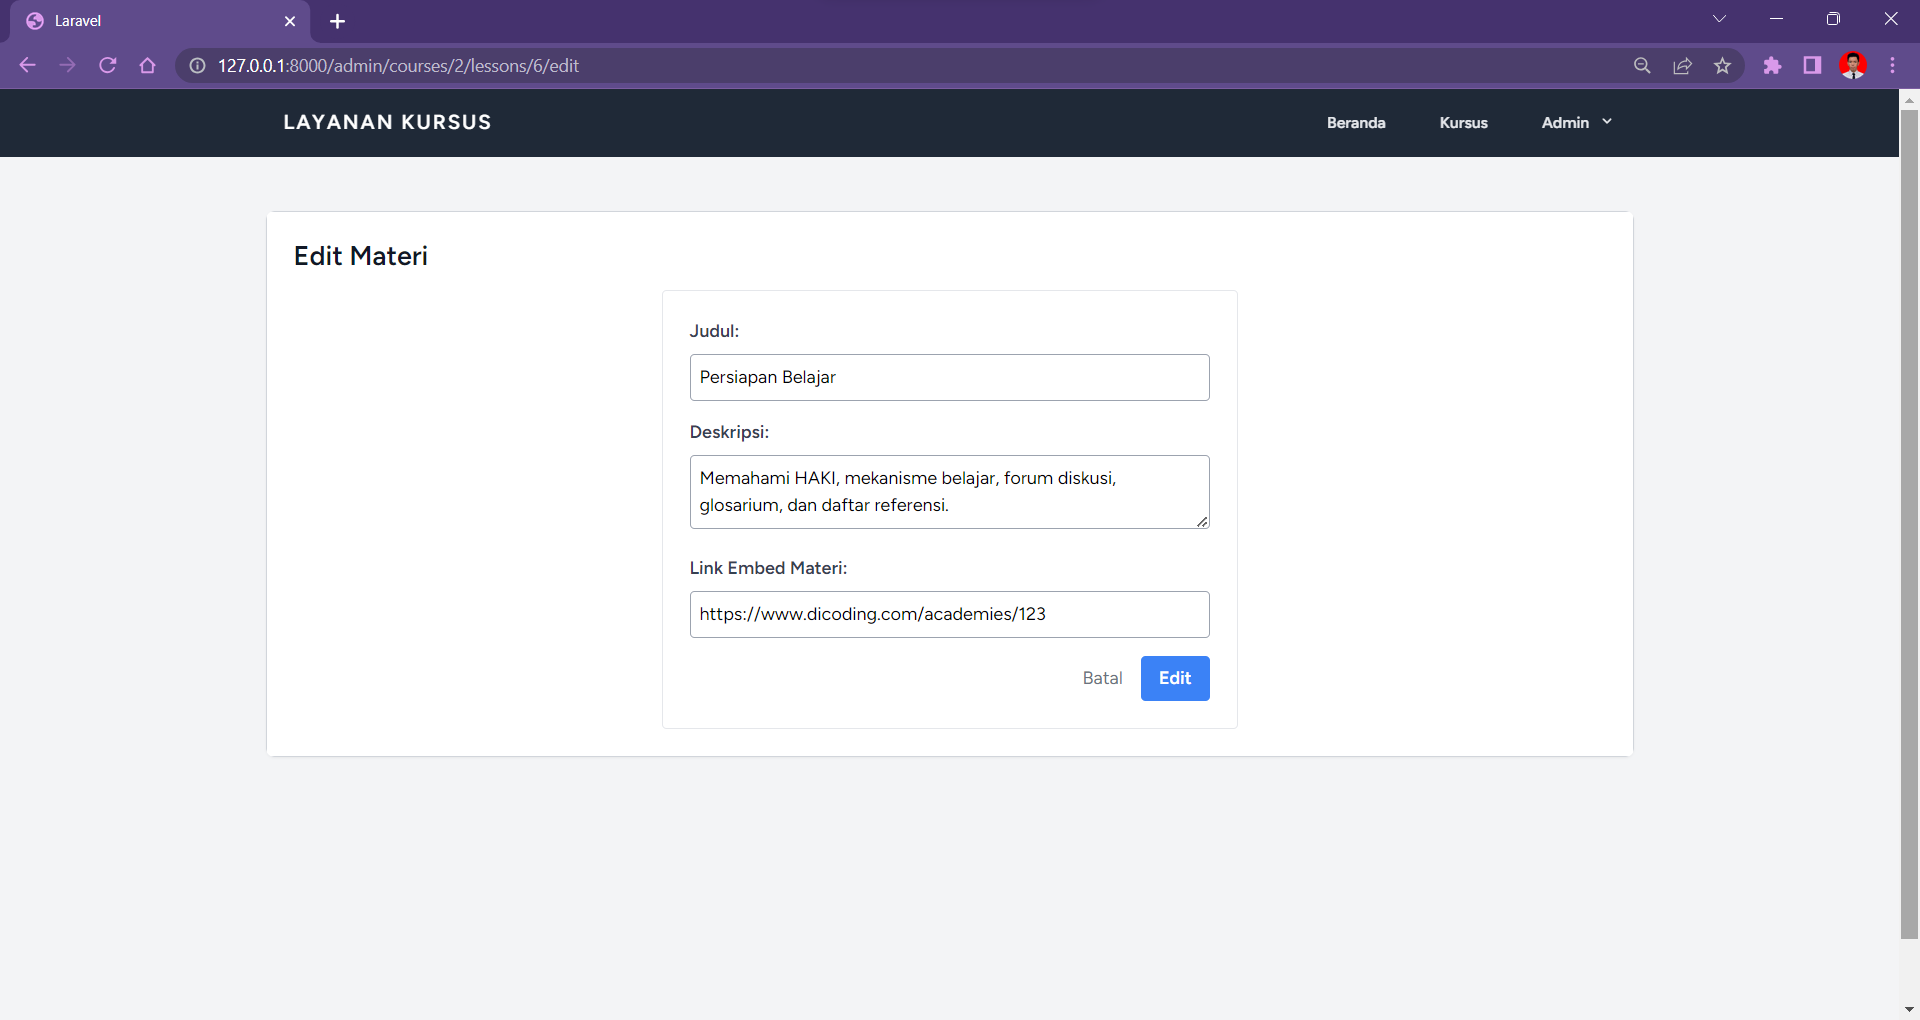 Laravel
127.0.0.1:8000/admin/courses/2/lessons/6/edit
LAYANAN KURSUS
Beranda
Kursus
Admin
Edit Materi
Judul:
Persiapan Belajar
Deskripsi:
Memahami HAKI, mekanisme belajar, forum diskusi,
glosarium, dan daftar referensi.
Link Embed Materi:
https://www.dicoding.com/academies/123
Batal
Edit